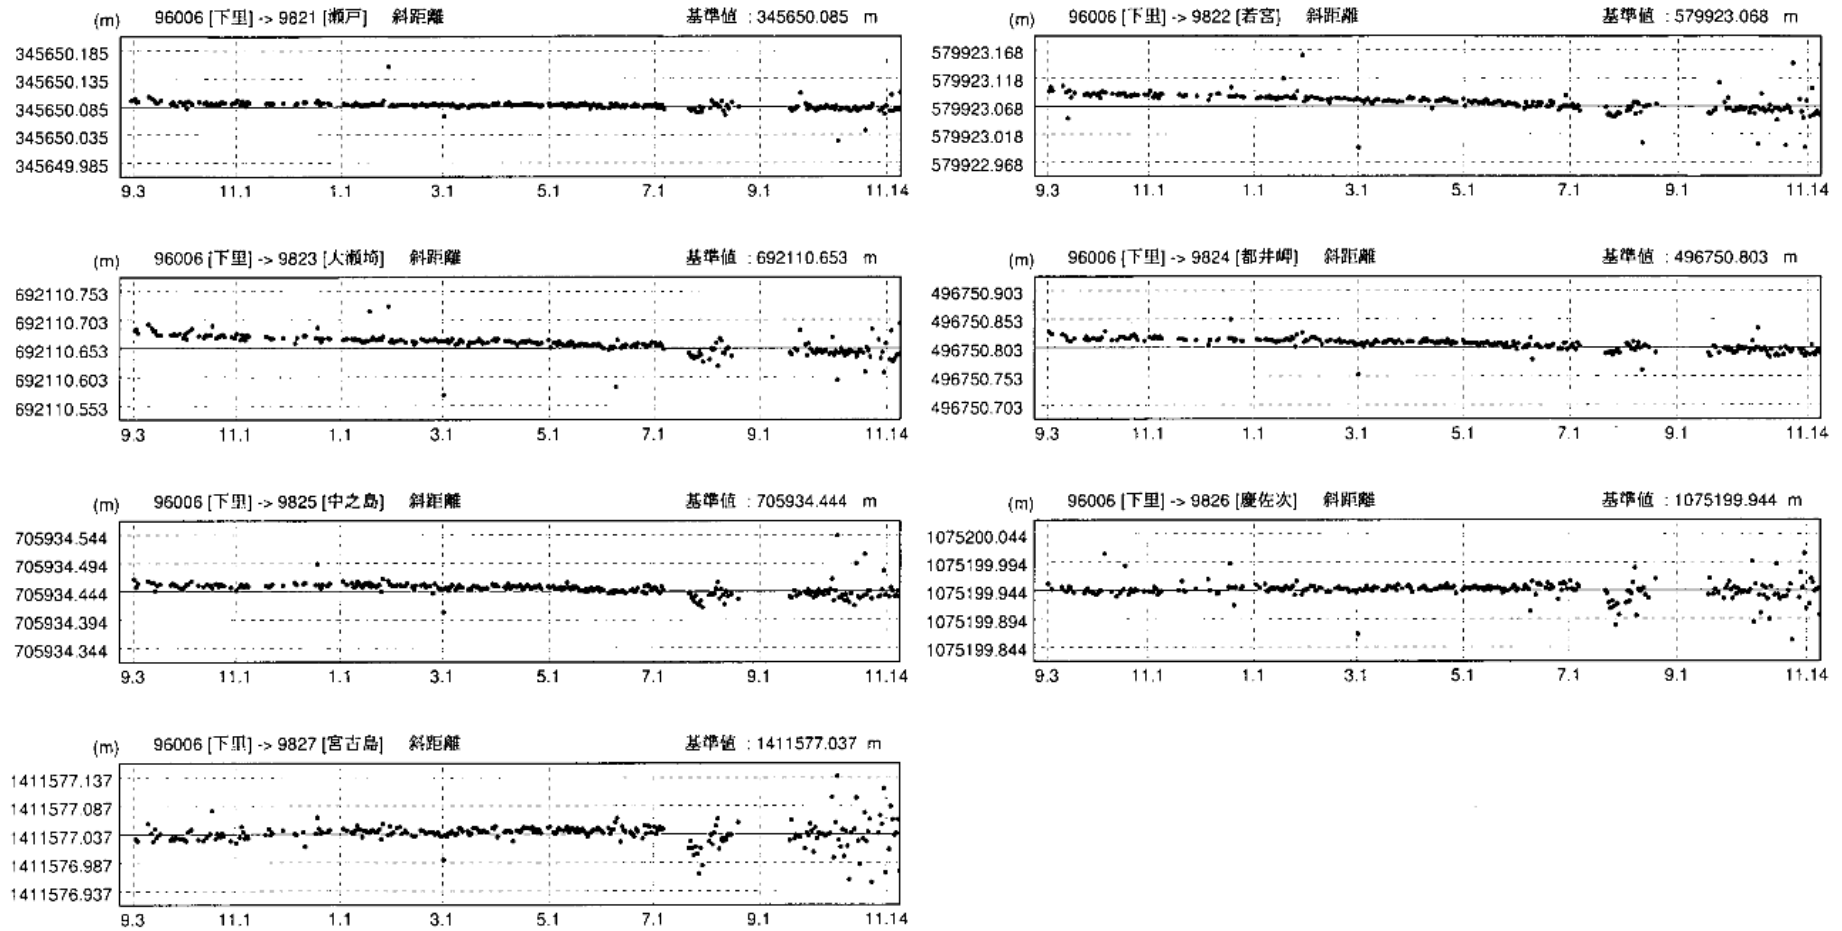 (m) 96006 [下里] -> 9821 [瀬戸] 斜距離 基準値 : 345650.085 m
345650.185
345650.135
345650.085
345650.035
345649.985
9.3 11.1 1.1 3.1 5.1 7.1 9.1 11.14
(m) 96006 [下里] -> 9822 [若宮] 斜距離 基準値 : 579923.068 m
579923.168
579923.118
579923.068
579923.018
579922.968
9.3 11.1 1.1 3.1 5.1 7.1 9.1 11.14
(m) 96006 [下里] -> 9823 [大瀬埼] 斜距離 基準値 : 692110.653 m
692110.753
692110.703
692110.653
692110.603
692110.553
9.3 11.1 1.1 3.1 5.1 7.1 9.1 11.14
(m) 96006 [下里] -> 9824 [都井岬] 斜距離 基準値 : 496750.803 m
496750.903
496750.853
496750.803
496750.753
496750.703
9.3 11.1 1.1 3.1 5.1 7.1 9.1 11.14
(m) 96006 [下里] -> 9825 [中之島] 斜距離 基準値 : 705934.444 m
705934.544
705934.494
705934.444
705934.394
705934.344
9.3 11.1 1.1 3.1 5.1 7.1 9.1 11.14
(m) 96006 [下里] -> 9826 [慶佐次] 斜距離 基準値 : 1075199.944 m
1075200.044
1075199.994
1075199.944
1075199.894
1075199.844
9.3 11.1 1.1 3.1 5.1 7.1 9.1 11.14
(m) 96006 [下里] -> 9827 [宮古島] 斜距離 基準値 : 1411577.037 m
1411577.137
1411577.087
1411577.037
1411576.987
1411576.937
9.3 11.1 1.1 3.1 5.1 7.1 9.1 11.14